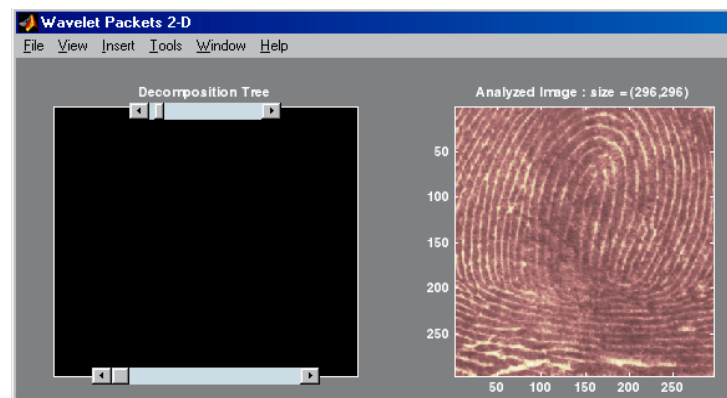 Wavelet Packets 2-D
File View Insert Tools Window Help
Decomposition Tree
Analyzed Image : size = (296,296)
50
100
150
200
250
50 100 150 200 250